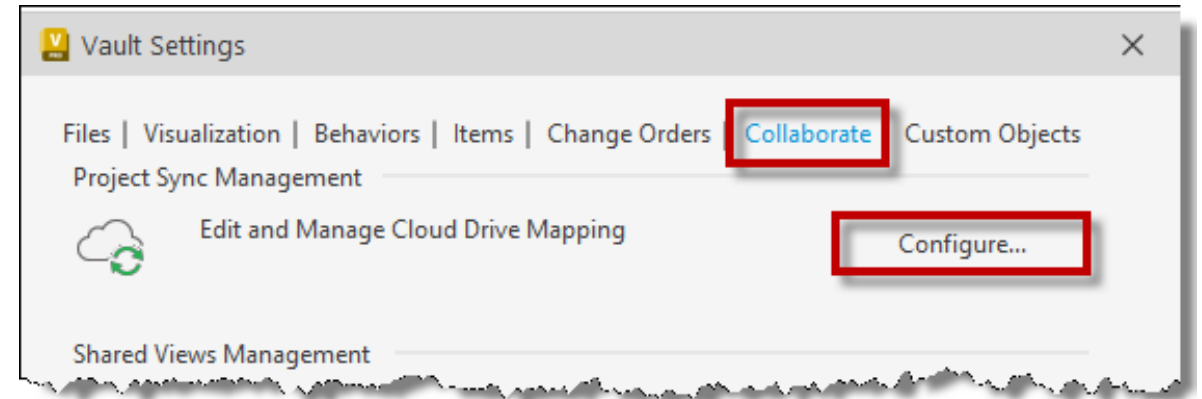 V PRO Vault Settings
Files | Visualization | Behaviors | Items | Change Orders | Collaborate Custom Objects
Project Sync Management
Edit and Manage Cloud Drive Mapping
Configure...
Shared Views Management